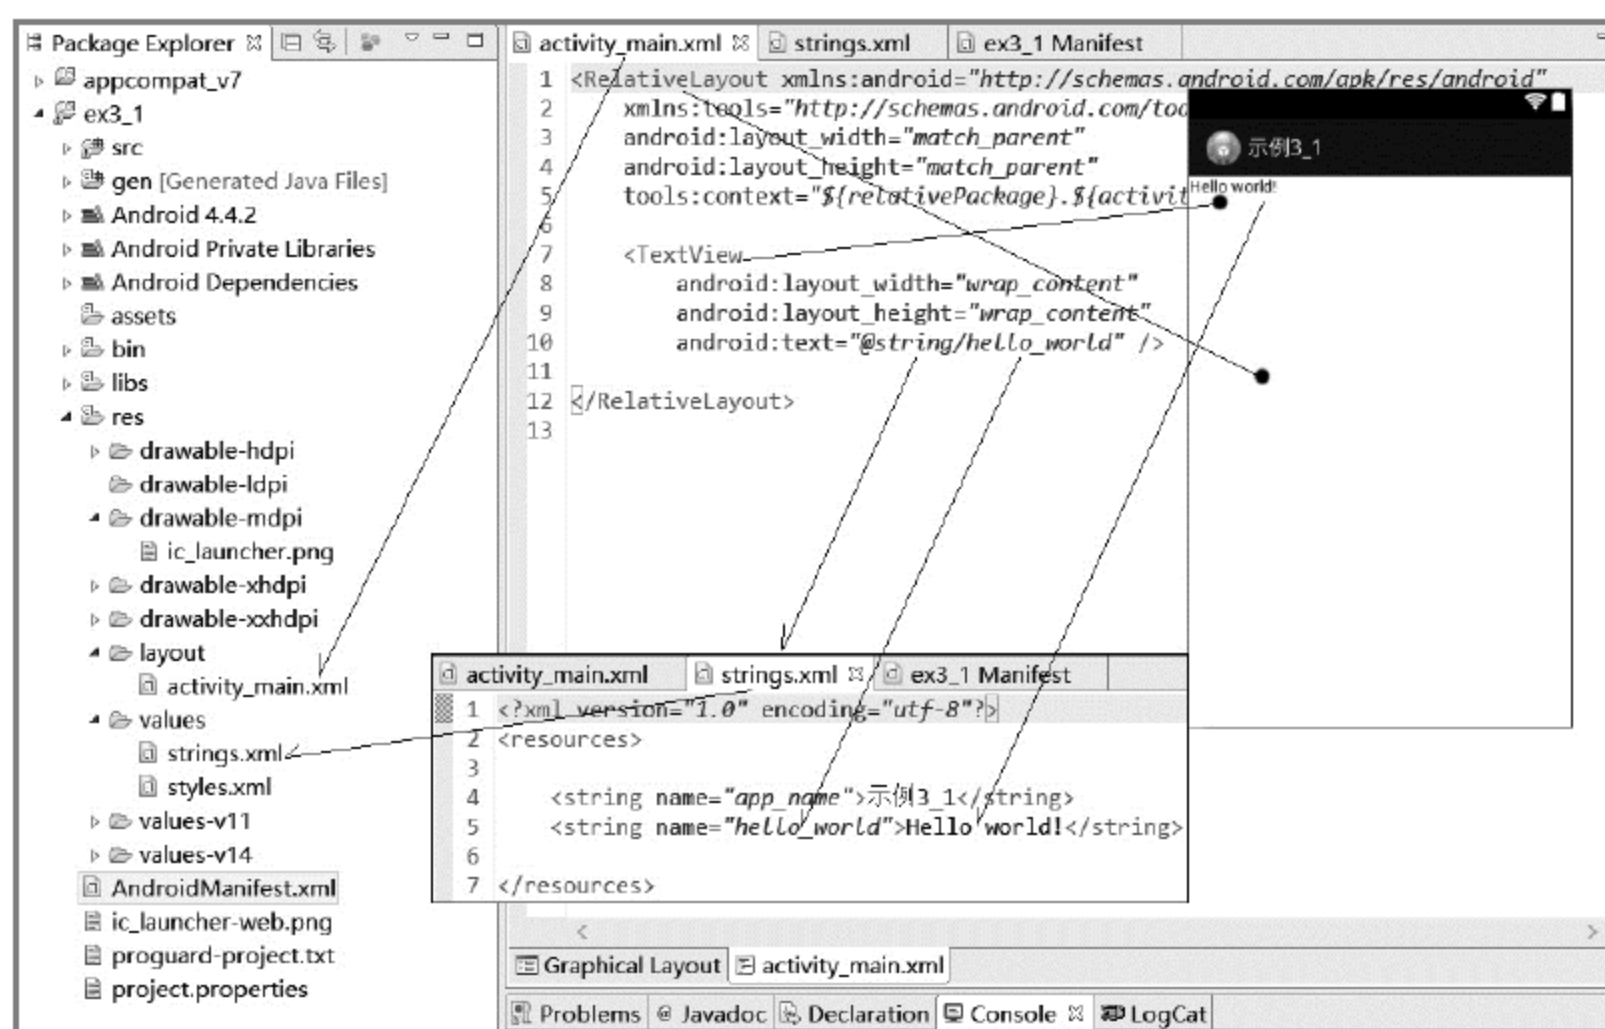 Package Explorer
appcompat_v7
ex3_1
src
gen [Generated Java Files]
Android 4.4.2
Android Private Libraries
Android Dependencies
assets
bin
libs
res
drawable-hdpi
drawable-ldpi
drawable-mdpi
ic_launcher.png
drawable-xhdpi
drawable-xxhdpi
layout
activity_main.xml
values
strings.xml
styles.xml
values-v11
values-v14
AndroidManifest.xml
ic_launcher-web.png
proguard-project.txt
project.properties
activity_main.xml strings.xml ex3_1 Manifest
1 <RelativeLayout xmlns:android="http://schemas.android.com/apk/res/android"
2 xmlns:tools="http://schemas.android.com/too
3 android:layout_width="match_parent"
4 android:layout_height="match_parent"
5 tools:context="${relativePackage}.${activit
6
7 <TextView
8 android:layout_width="wrap_content"
9 android:layout_height="wrap_content"
10 android:text="@string/hello_world" />
11
12 </RelativeLayout>
13
示例3_1
Hello world!
activity_main.xml strings.xml ex3_1 Manifest
1 <?xml version="1.0" encoding="utf-8"?>
2 <resources>
3
4 <string name="app_name">示例3_1</string>
5 <string name="hello_world">Hello world!</string>
6
7 </resources>
Graphical Layout activity_main.xml
Problems @ Javadoc Declaration Console LogCat